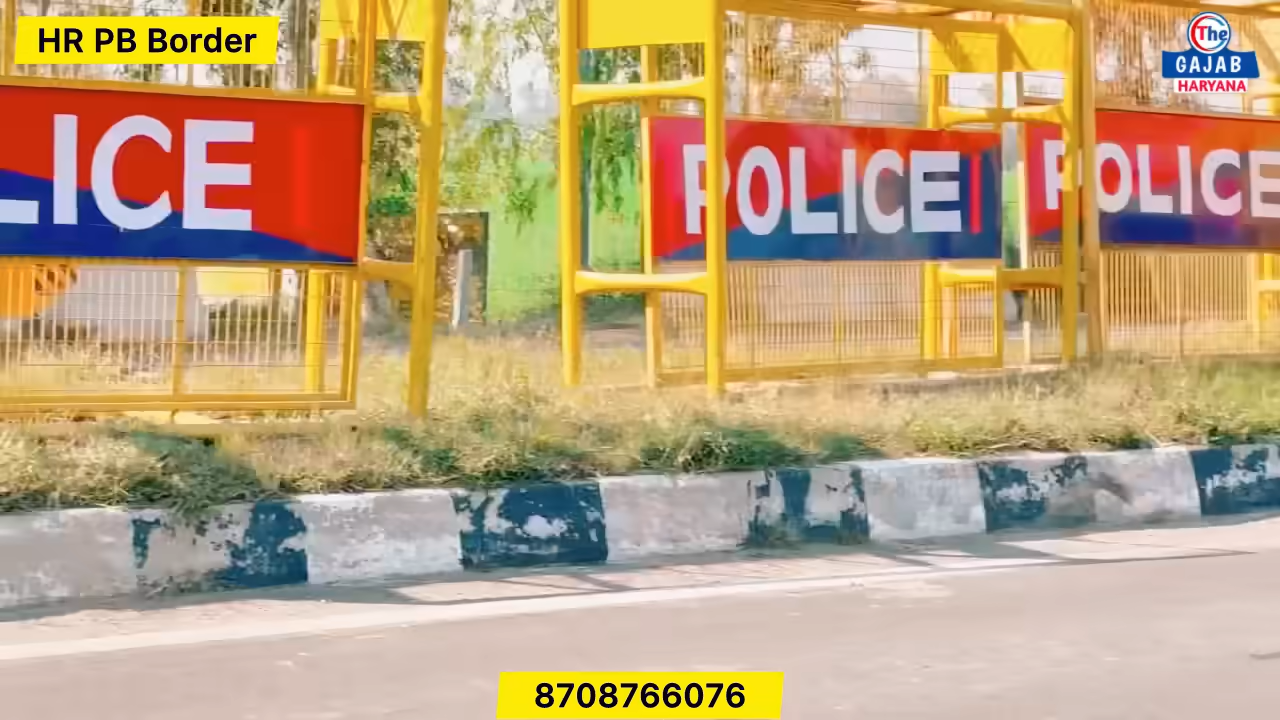 HR PB Border
The
GAJAB
HARYANA
LICE
POLICE
POLICE
8708766076